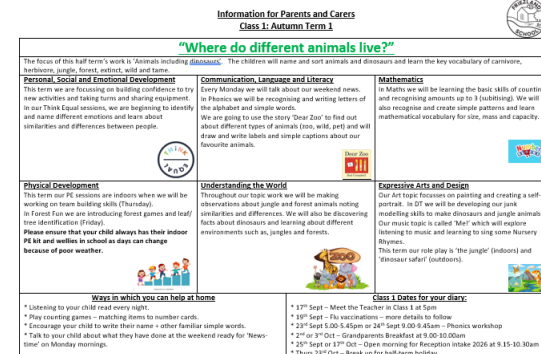 Information for Parents and Carers
Class 1: Autumn Term 1
FRIEZLAND
SCHOOL
"Where do different animals live?"
The focus of this half term's work is 'Animals including dinosaurs'. The children will name and sort animals and dinosaurs and learn the key vocabulary of carnivore,
herbivore, jungle, forest, extinct, wild and tame.
Personal, Social and Emotional Development
This term we are focussing on building confidence to try
new activities and taking turns and sharing equipment.
In our Think Equal sessions, we are beginning to identify
and name different emotions and learn about
similarities and differences between people.
THINK
EQUAL
Communication, Language and Literacy
Every Monday we will talk about our weekend news.
In Phonics we will be recognising and writing letters of
the alphabet and simple words.
We are going to use the story 'Dear Zoo' to find out
about different types of animals (zoo, wild, pet) and will
draw and write labels and simple captions about our
favourite animals.
Dear Zoo
Mathematics
In Maths we will be learning the basic skills of countin
and recognising amounts up to 3 (subitising). We will
also recognise and create simple patterns and learn
mathematical vocabulary for size, mass and capacity.
Physical Development
This term our PE sessions are indoors when we will be
working on team building skills (Thursday).
In Forest Fun we are introducing forest games and leaf/
tree identification (Friday).
Please ensure that your child always has their indoor
PE kit and wellies in school as days can change
because of poor weather.
Understanding the World
Throughout our topic work we will be making
observations about jungle and forest animals noting
similarities and differences. We will also be discovering
facts about dinosaurs and learning about different
environments such as, jungles and forests.
ZOO
Expressive Arts and Design
Our Art topic focusses on painting and creating a self-
portrait. In DT we will be developing our junk
modelling skills to make dinosaurs and jungle animals
Our music topic is called 'Me!' which will explore
listening to music and learning to sing some Nursery
Rhymes.
This term our role play is 'the jungle' (indoors) and
'dinosaur safari' (outdoors).
Ways in which you can help at home
* Listening to your child read every night.
* Play counting games – matching items to number cards.
* Encourage your child to write their name + other familiar simple words.
* Talk to your child about what they have done at the weekend ready for 'News-
time' on Monday mornings.
Class 1 Dates for your diary:
* 17th Sept – Meet the Teacher in Class 1 at 5pm
* 19th Sept – Flu vaccinations – more details to follow
* 23rd Sept 5.00-5.45pm or 24th Sept 9.00-9.45am – Phonics workshop
* 2nd or 3rd Oct – Grandparents Breakfast at 9.00-10.00am
* 25th Sept or 17th Oct – Open morning for Reception intake 2026 at 9.15-10.30am
* Thurs 23rd Oct – Break up for half-term holiday